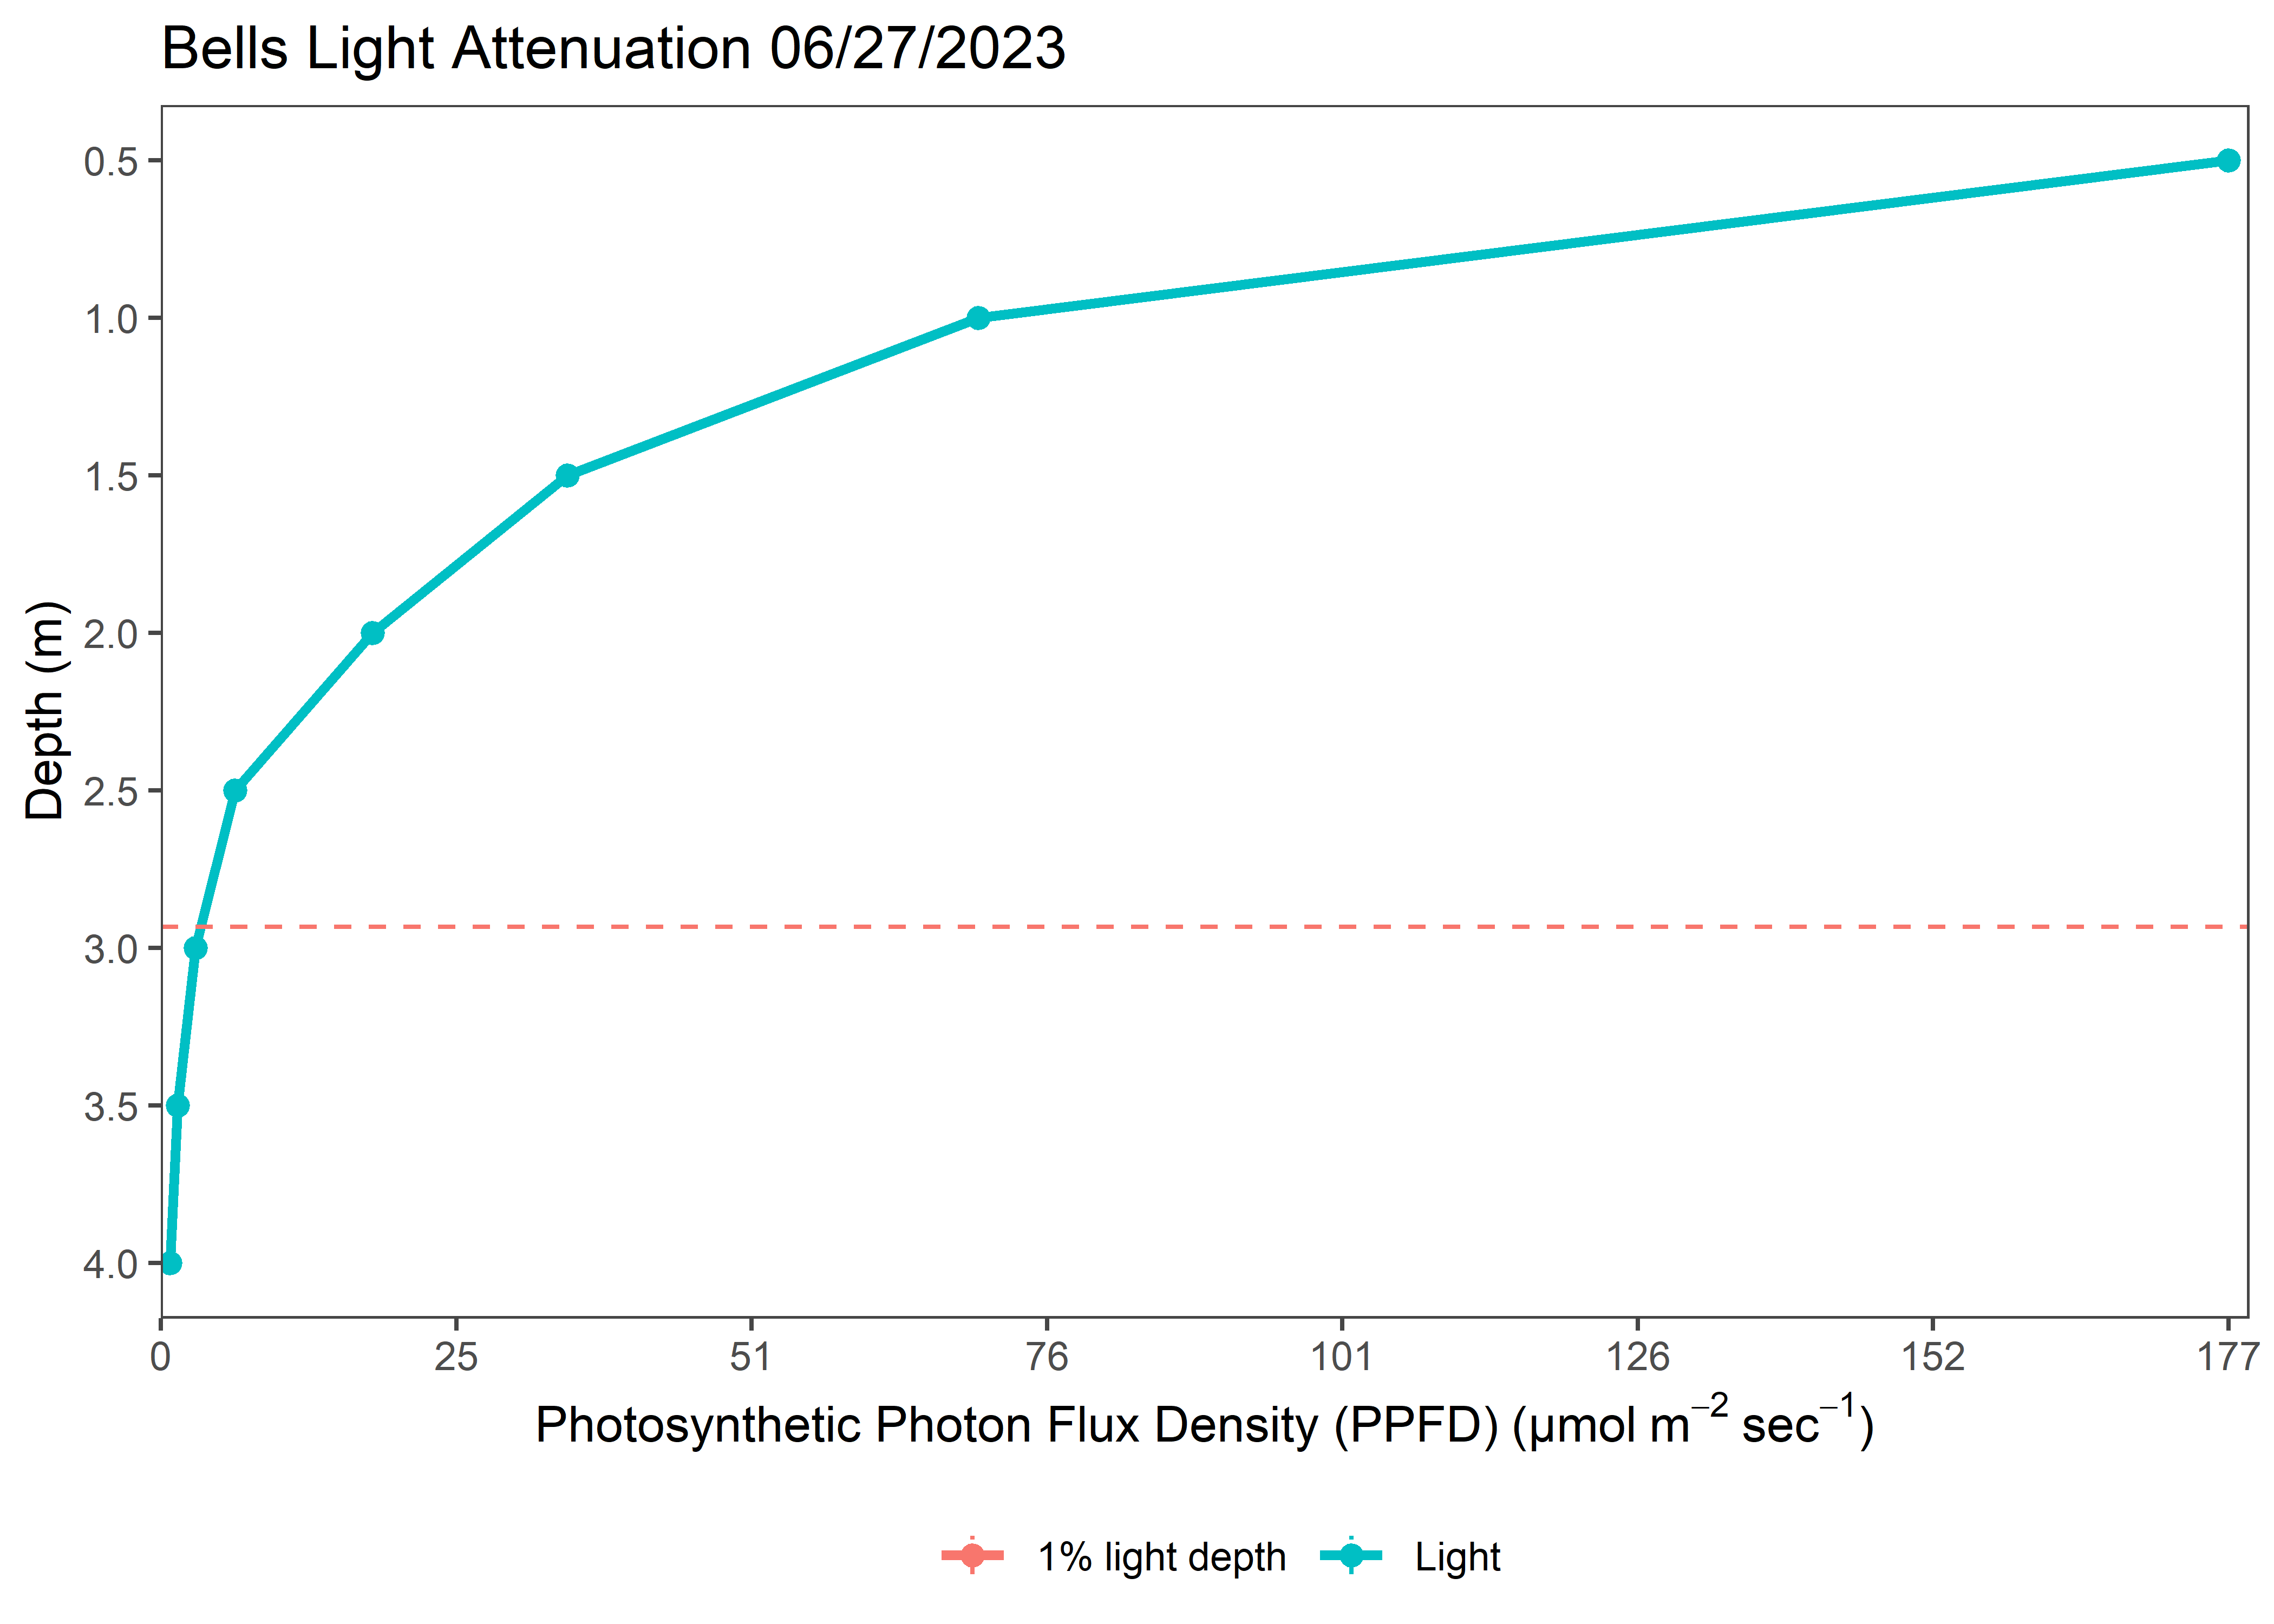 Bells Light Attenuation 06/27/2023
Depth (m)
0.5
1.0
1.5
2.0
2.5
3.0
3.5
4.0
0 25 51 76 101 126 152 177
Photosynthetic Photon Flux Density (PPFD) (µmol m⁻² sec⁻¹)
1% light depth Light